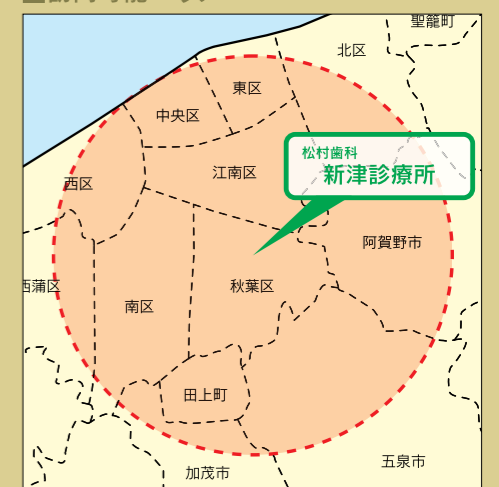 聖籠町
北区
東区
中央区
松村歯科
新津診療所
江南区
西区
阿賀野市
西蒲区
秋葉区
南区
田上町
五泉市
加茂市